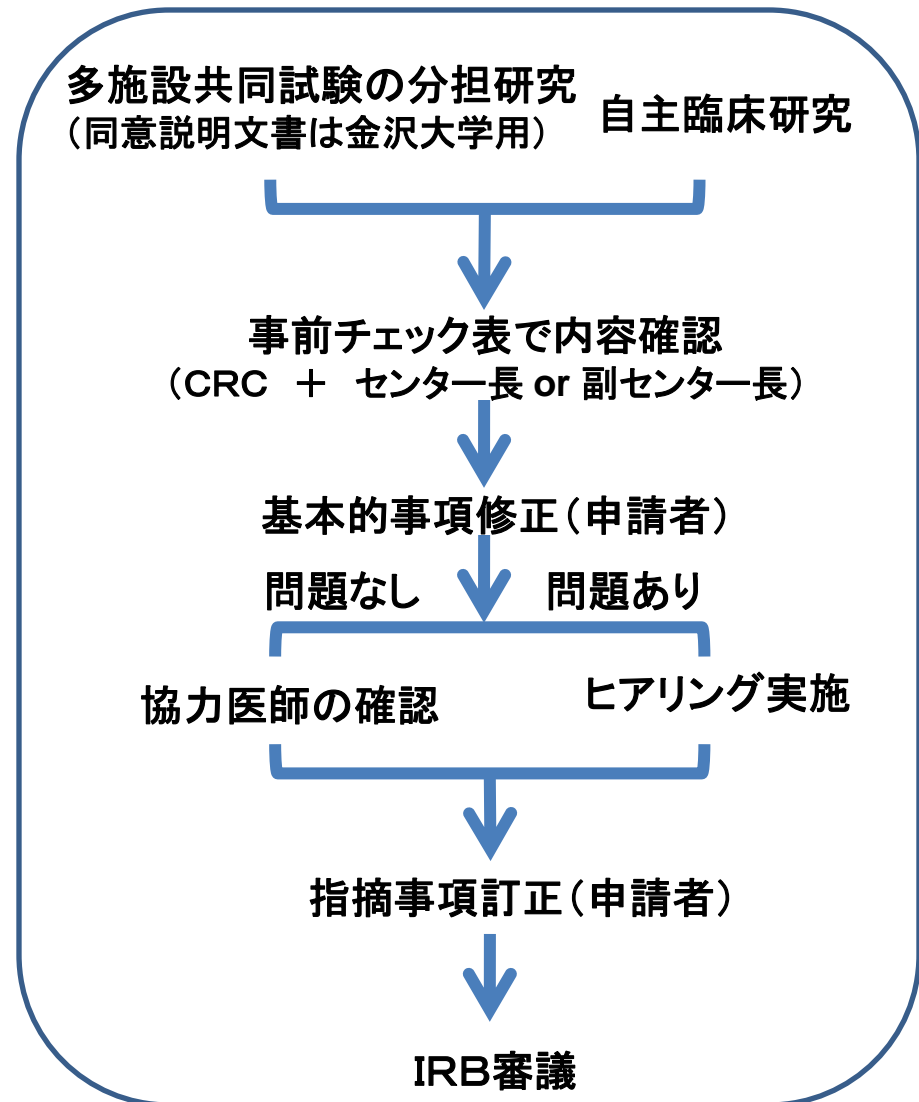 多施設共同試験の分担研究
（同意説明文書は金沢大学用）
自主臨床研究
事前チェック表で内容確認
（CRC　＋　センター長 or 副センター長）
基本的事項修正（申請者）
問題なし
問題あり
協力医師の確認
ヒアリング実施
指摘事項訂正（申請者）
IRB審議